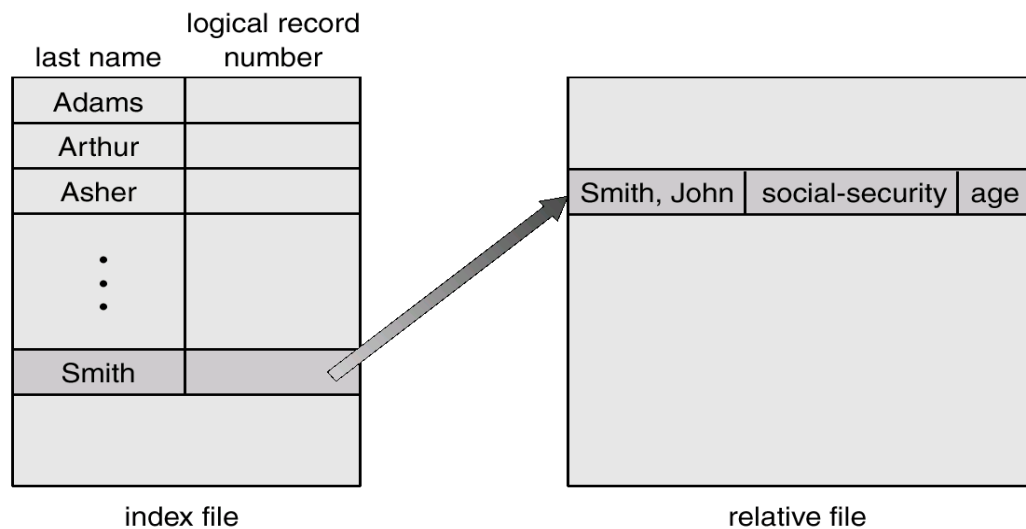 logical record
last name number
Adams
Arthur
Asher
Smith
Smith, John social-security age
index file
relative file